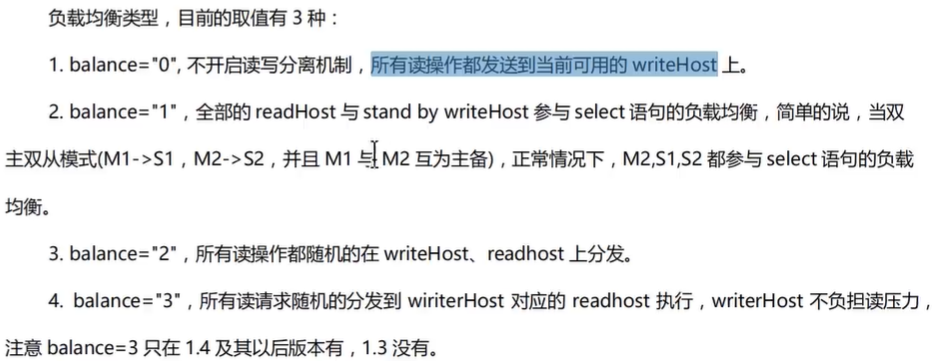 负载均衡类型，目前的取值有 3 种：
1. balance="0", 不开启读写分离机制，所有读操作都发送到当前可用的 writeHost 上。
2. balance="1"，全部的 readHost 与 stand by writeHost 参与 select 语句的负载均衡，简单的说，当双
主双从模式(M1->S1，M2->S2，并且 M1 与 M2 互为主备)，正常情况下，M2,S1,S2 都参与 select 语句的负载
均衡。
3. balance="2"，所有读操作都随机的在 writeHost、readhost 上分发。
4. balance="3"，所有读请求随机的分发到 wiriterHost 对应的 readhost 执行，writerHost 不负担读压力，
注意 balance=3 只在 1.4 及其以后版本有，1.3 没有。